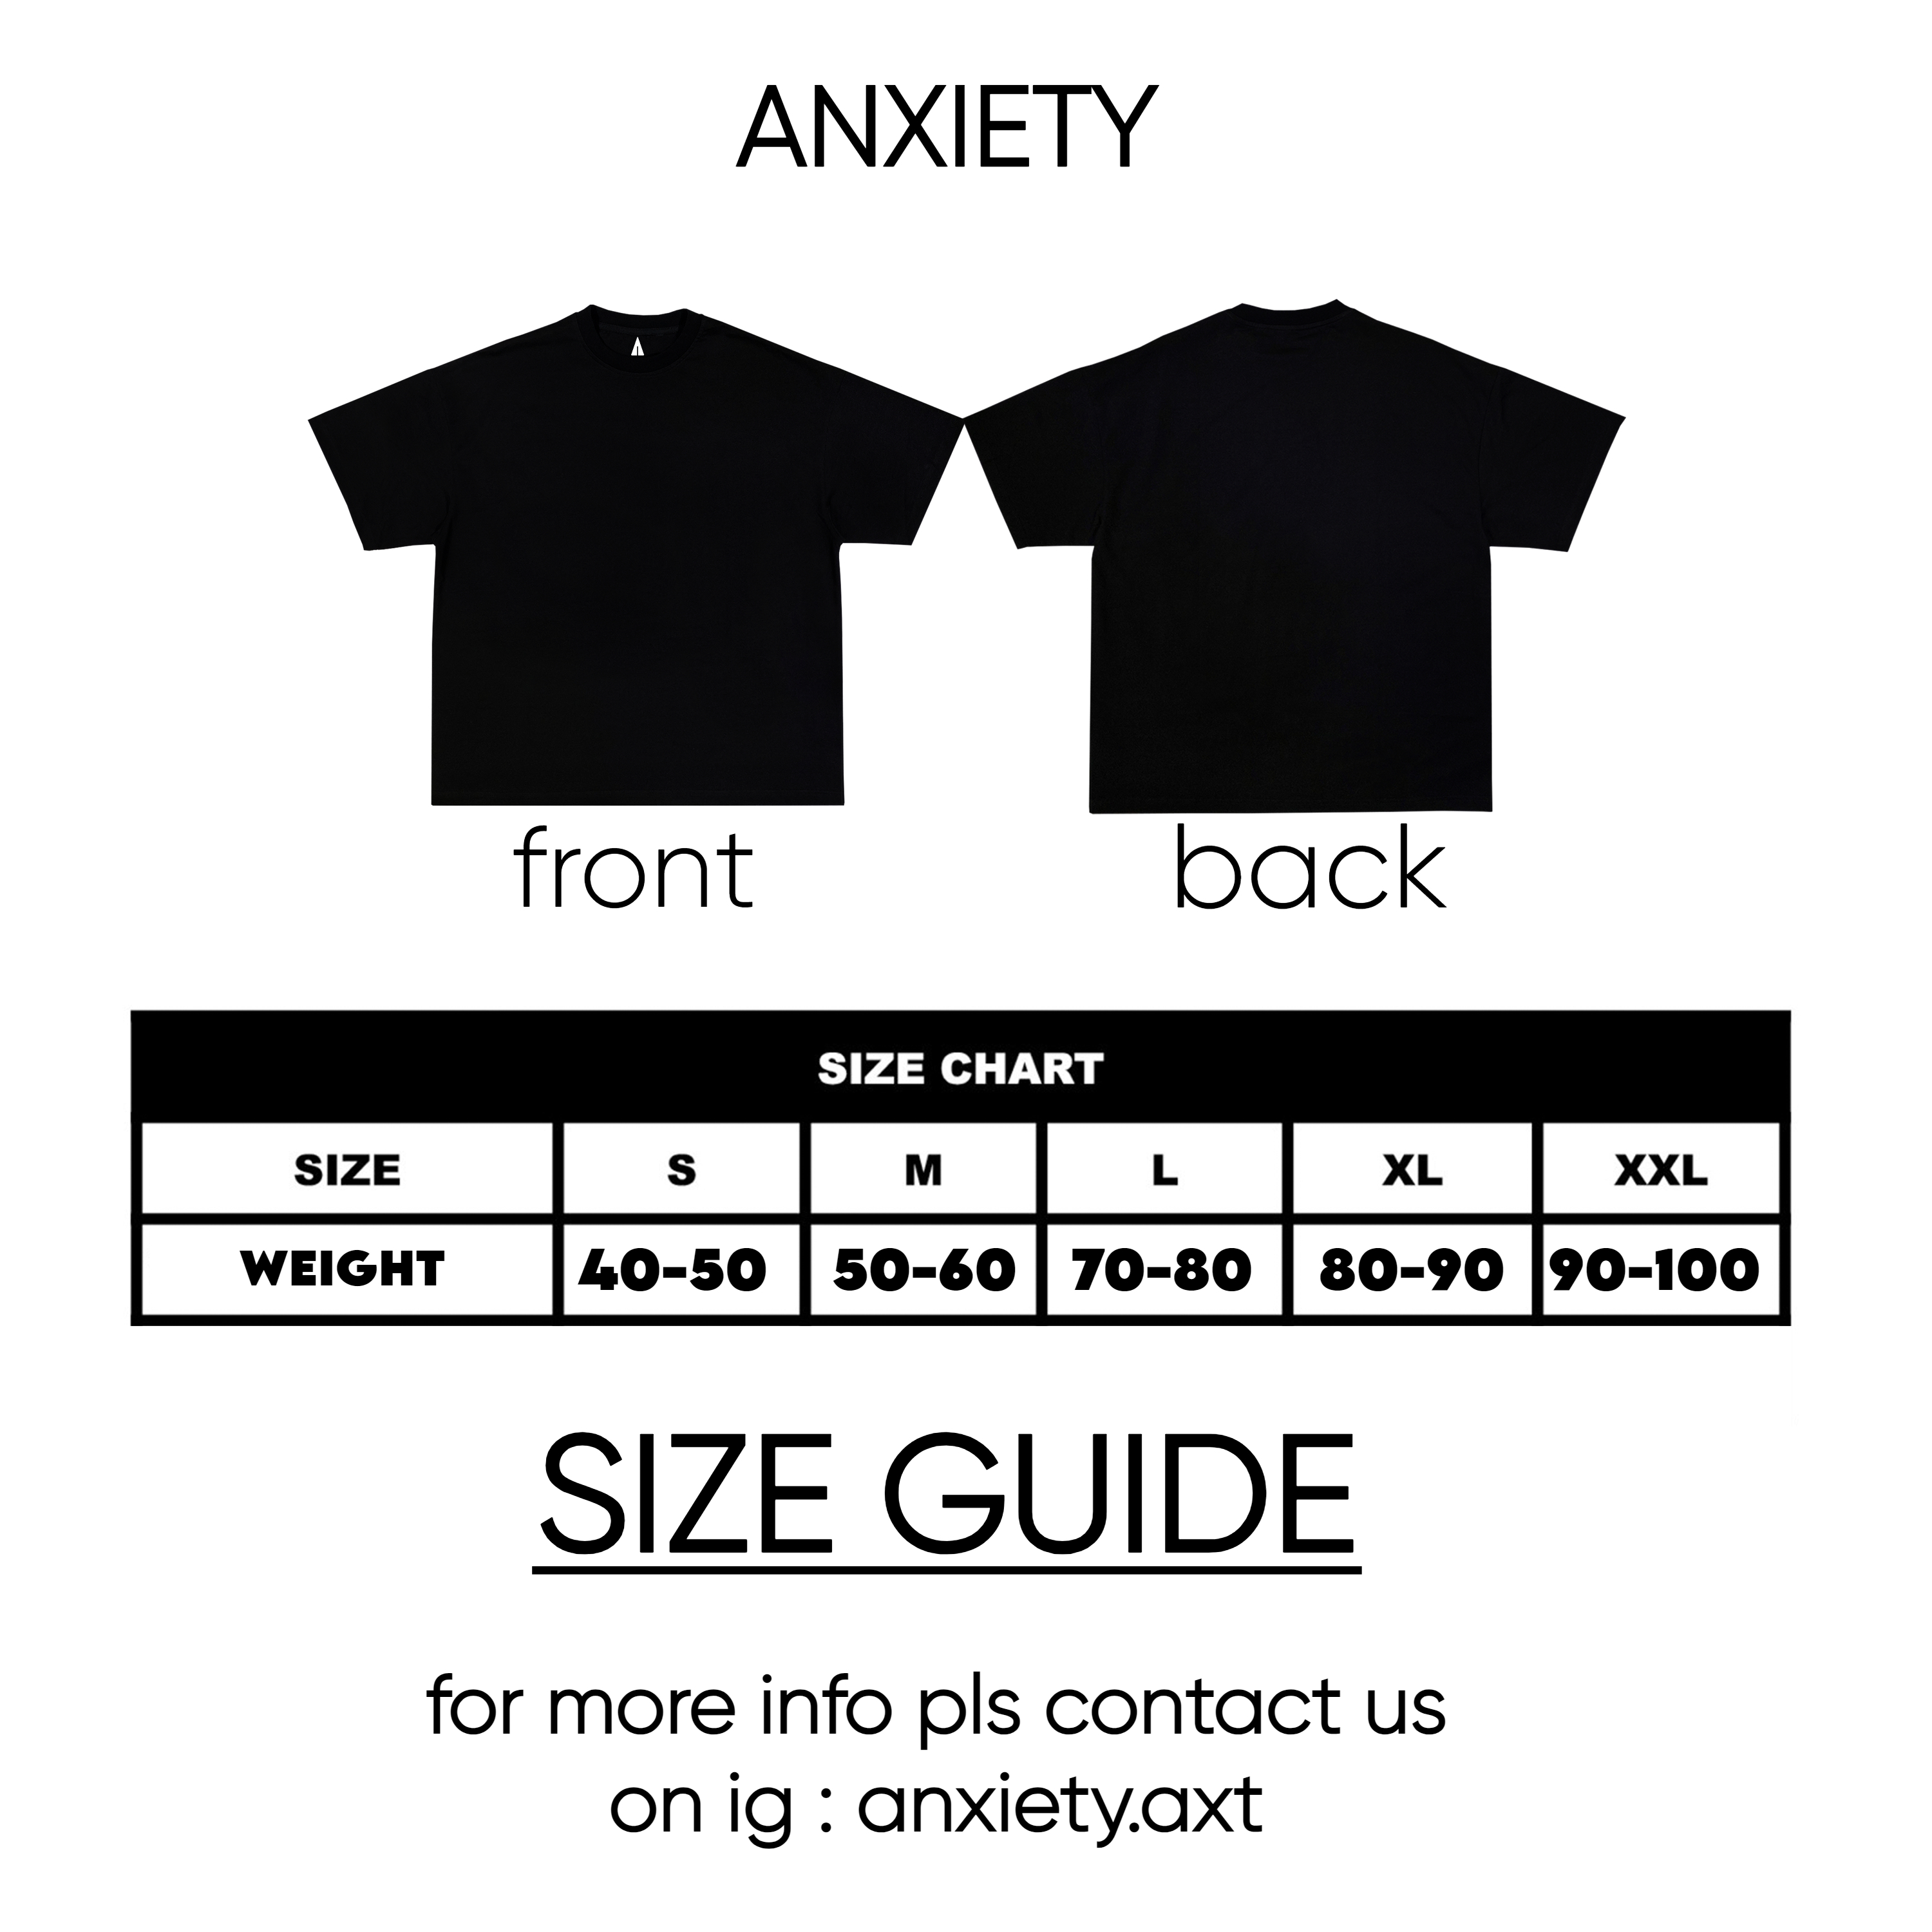 ANXIETY
front
back
SIZE CHART
SIZE S M L XL XXL
WEIGHT 40-50 50-60 70-80 80-90 90-100
SIZE GUIDE
for more info pls contact us
on ig : anxiety.axt